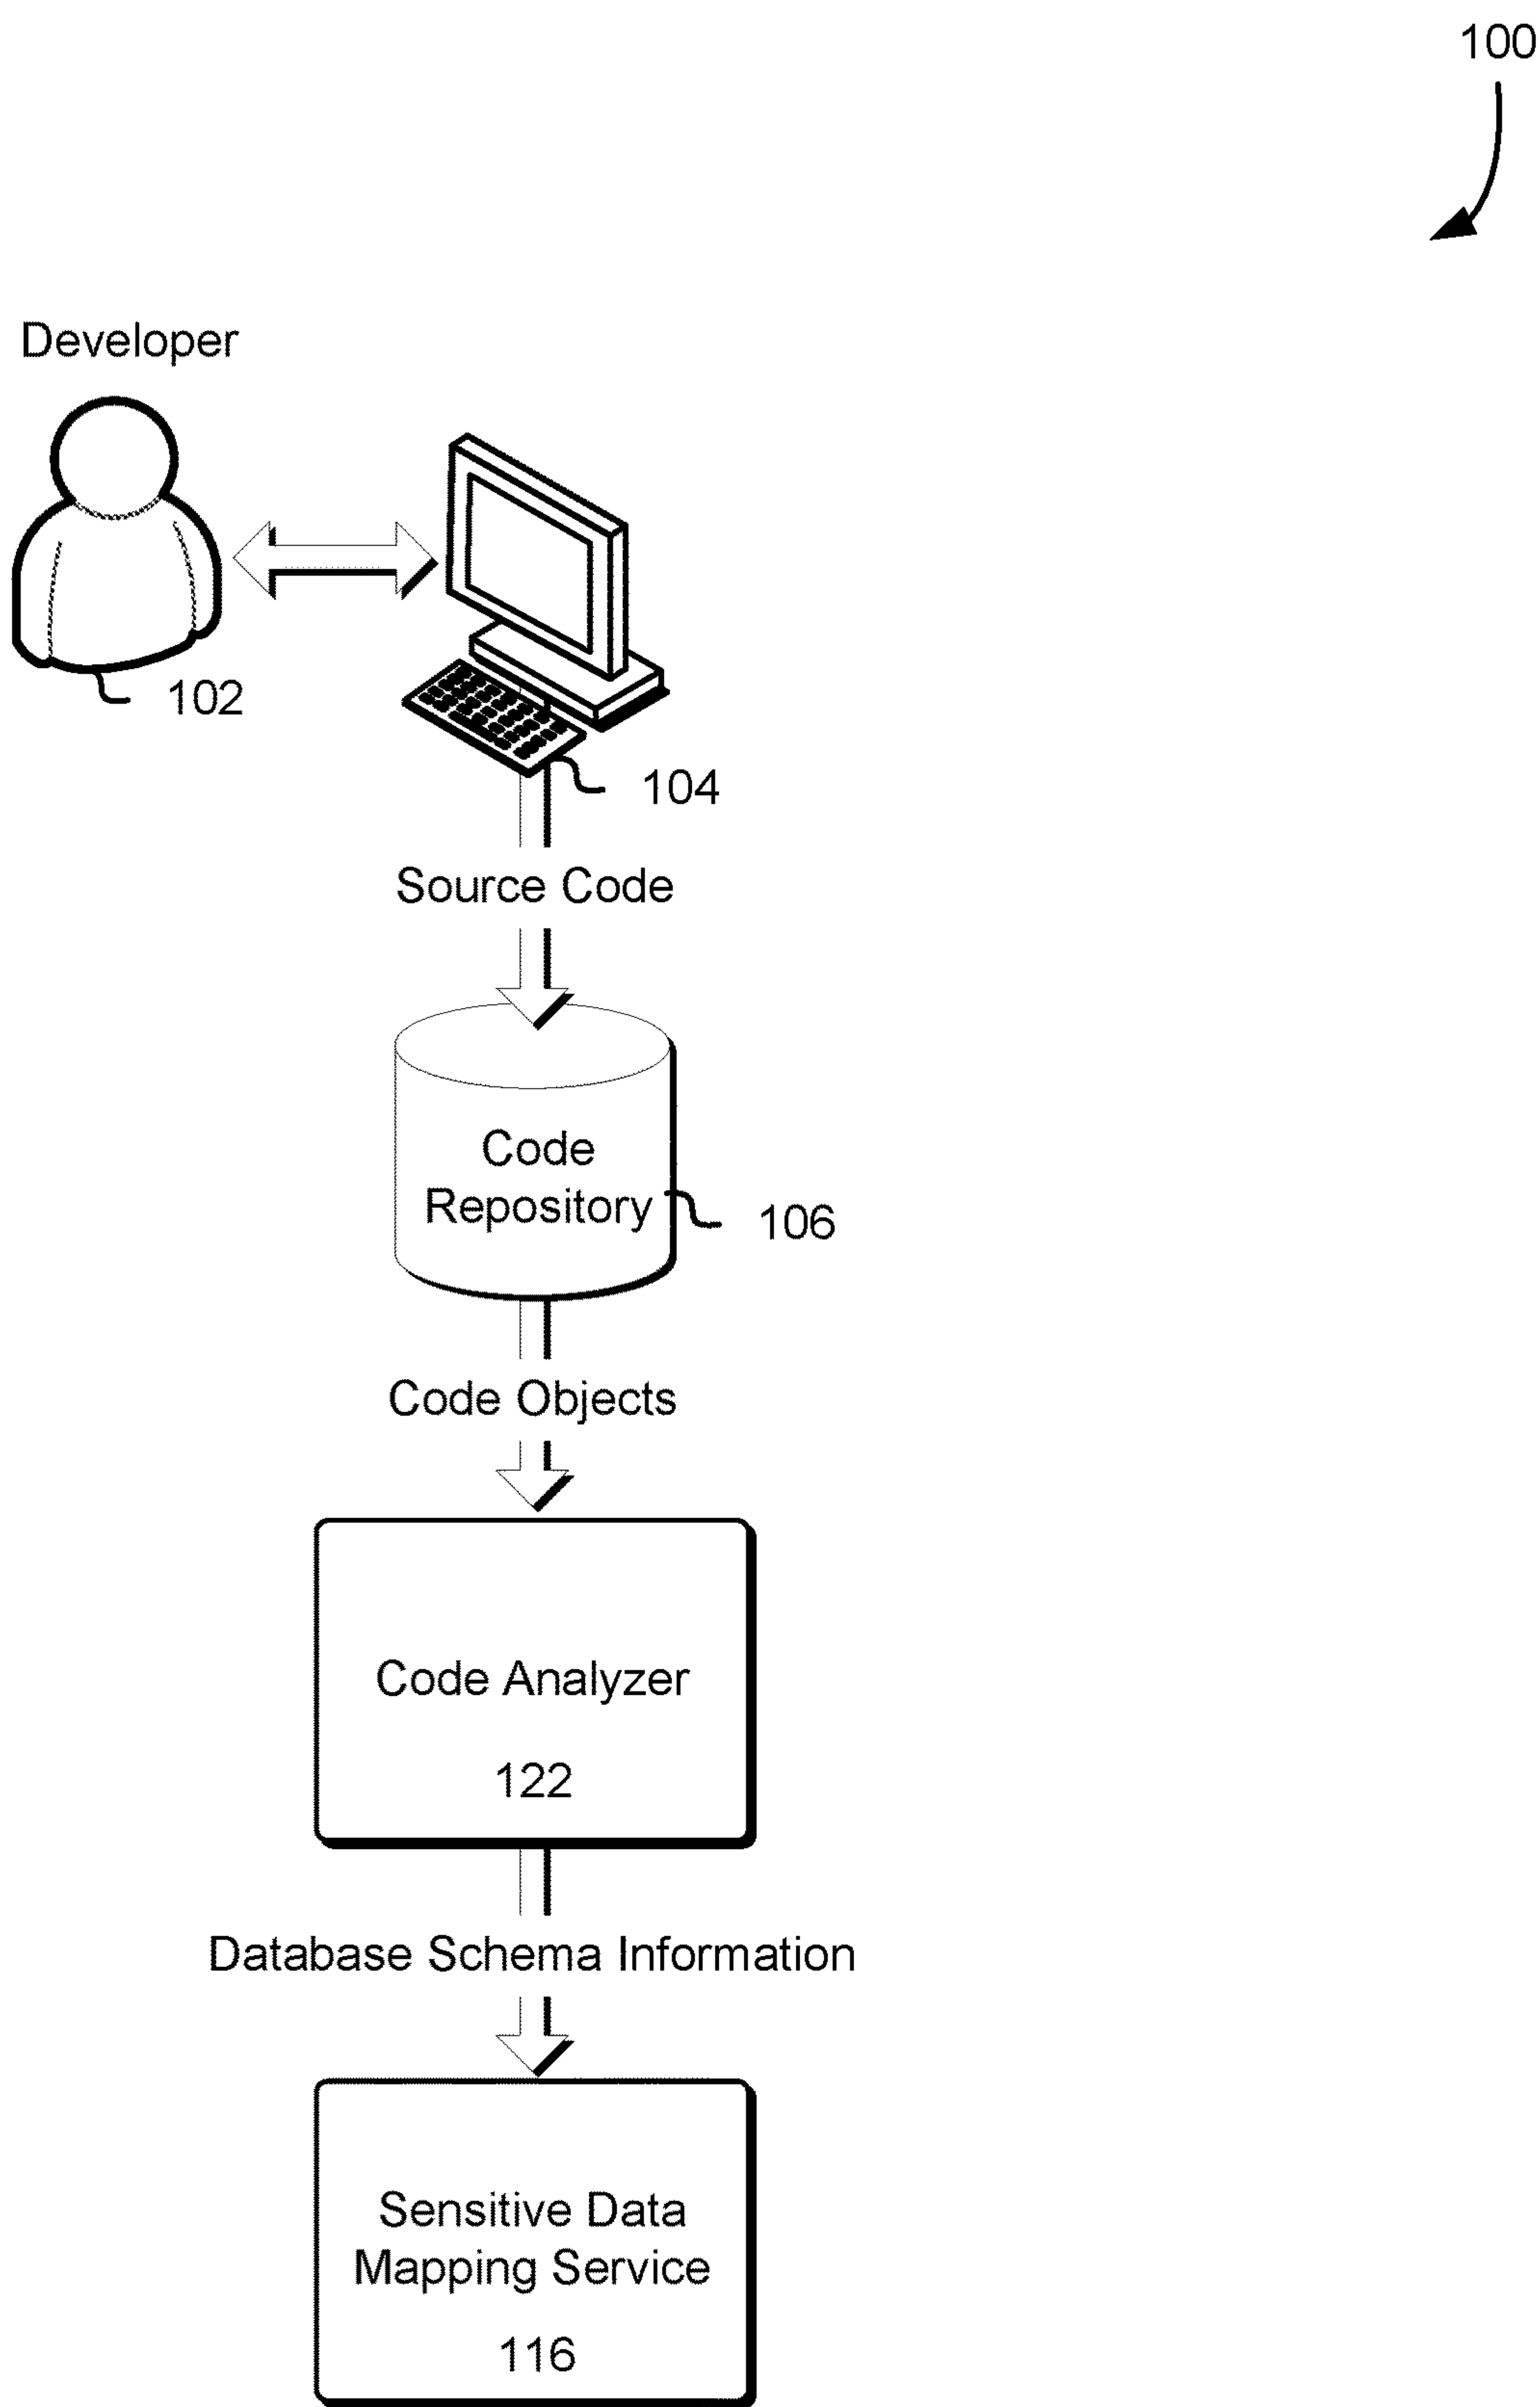 100
Developer
102
104
Source Code
Code
Repository
106
Code Objects
Code Analyzer
122
Database Schema Information
Sensitive Data
Mapping Service
116